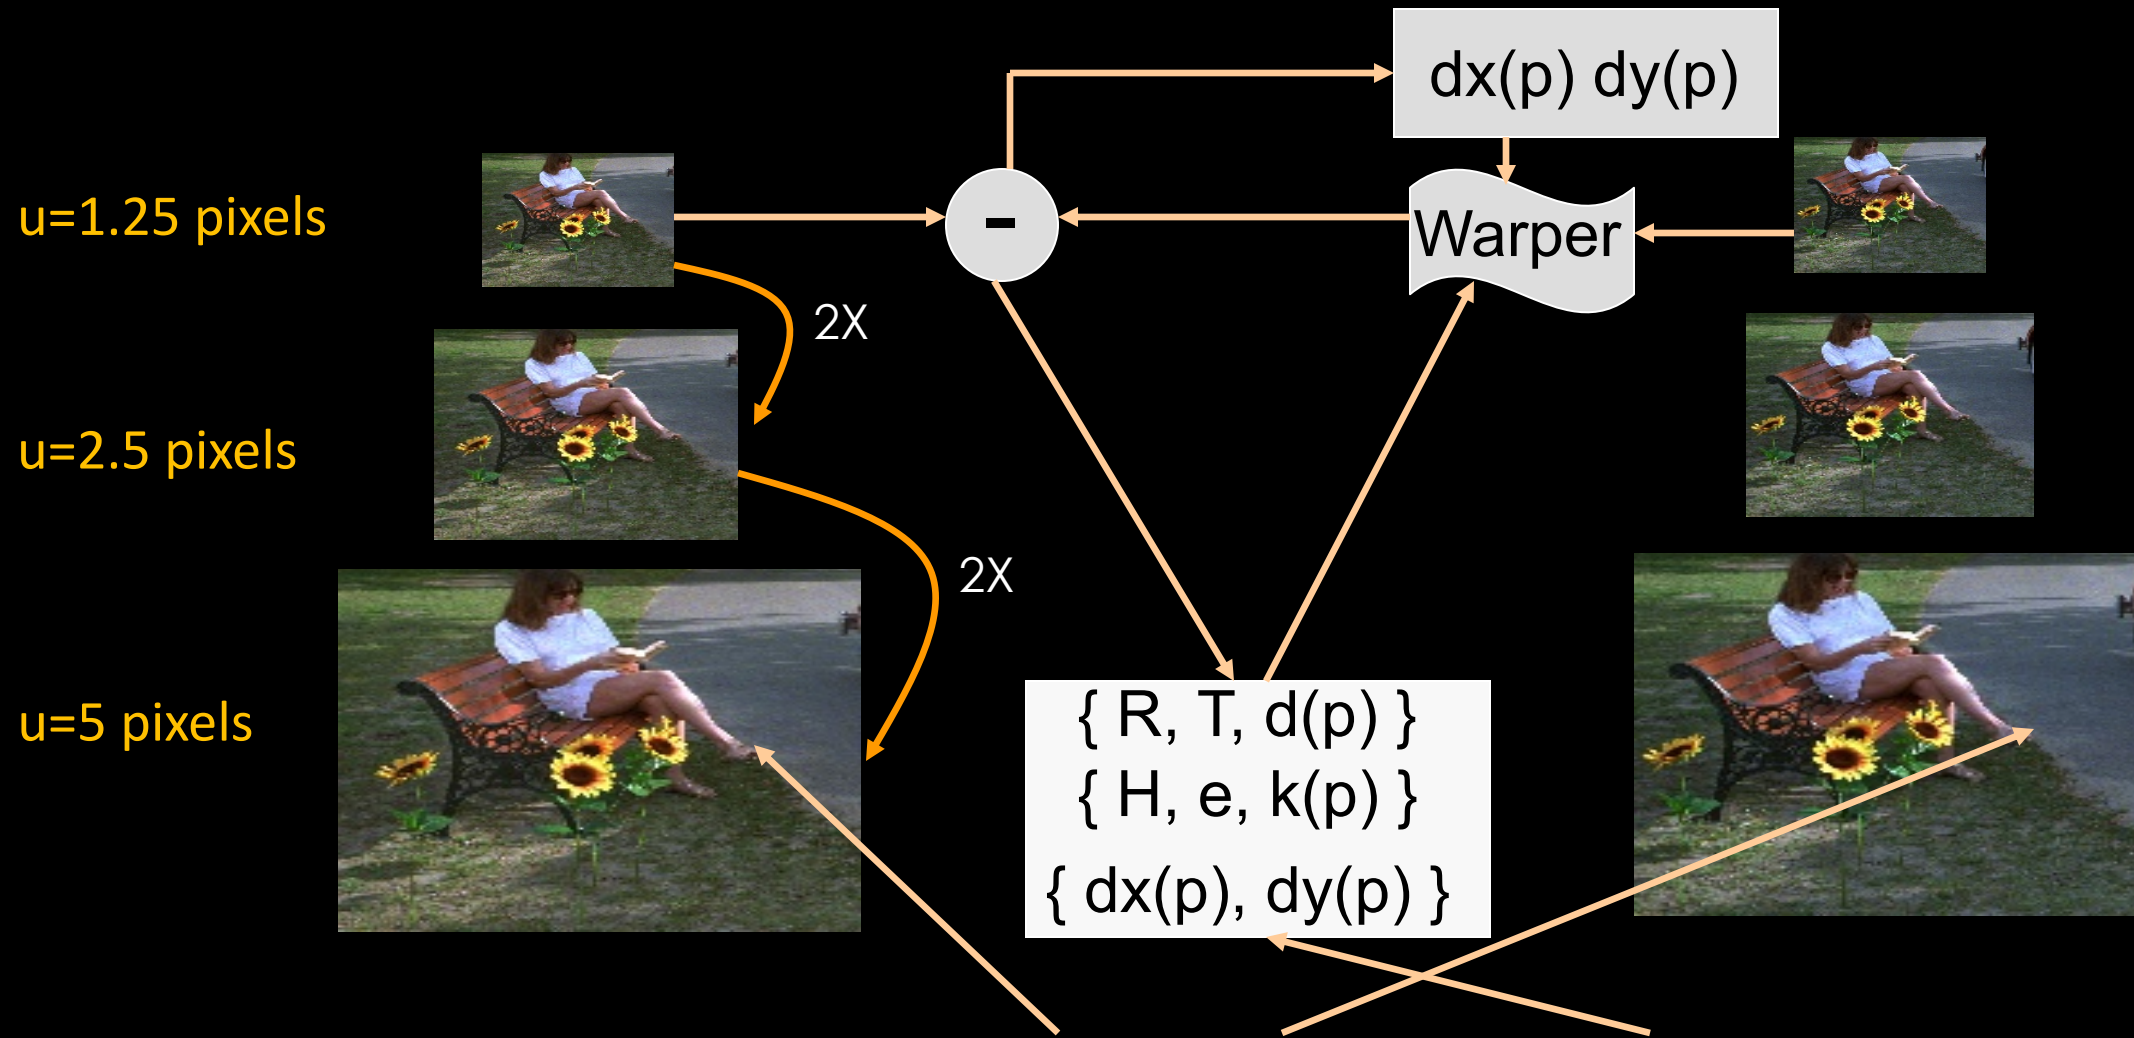 dx(p) dy(p)
u=1.25 pixels
-
Warper
2X
u=2.5 pixels
2X
u=5 pixels
{ R, T, d(p) }
{ H, e, k(p) }
{ dx(p), dy(p) }